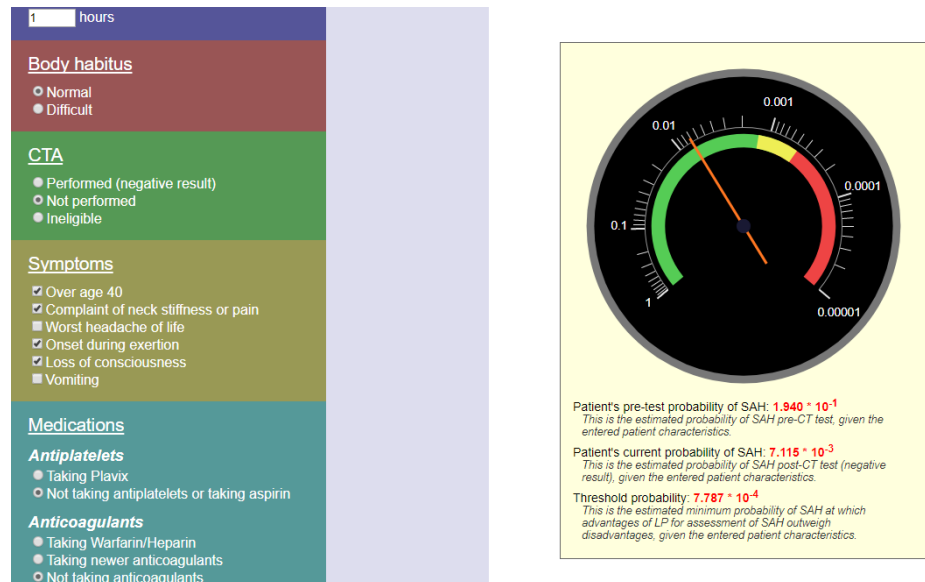 1 hours
Body habitus
Normal
Difficult
CTA
Performed (negative result)
Not performed
Ineligible
Symptoms
Over age 40
Complaint of neck stiffness or pain
Worst headache of life
Onset during exertion
Loss of consciousness
Vomiting
Medications
Antiplatelets
Taking Plavix
Not taking antiplatelets or taking aspirin
Anticoagulants
Taking Warfarin/Heparin
Taking newer anticoagulants
Not taking anticoagulants
1
0.1
0.01
0.001
0.0001
0.00001
Patient's pre-test probability of SAH: 1.940 * 10⁻¹
This is the estimated probability of SAH pre-CT test, given the
entered patient characteristics.
Patient's current probability of SAH: 7.115 * 10⁻³
This is the estimated probability of SAH post-CT test (negative
result), given the entered patient characteristics.
Threshold probability: 7.787 * 10⁻⁴
This is the estimated minimum probability of SAH at which
advantages of LP for assessment of SAH outweigh
disadvantages, given the entered patient characteristics.